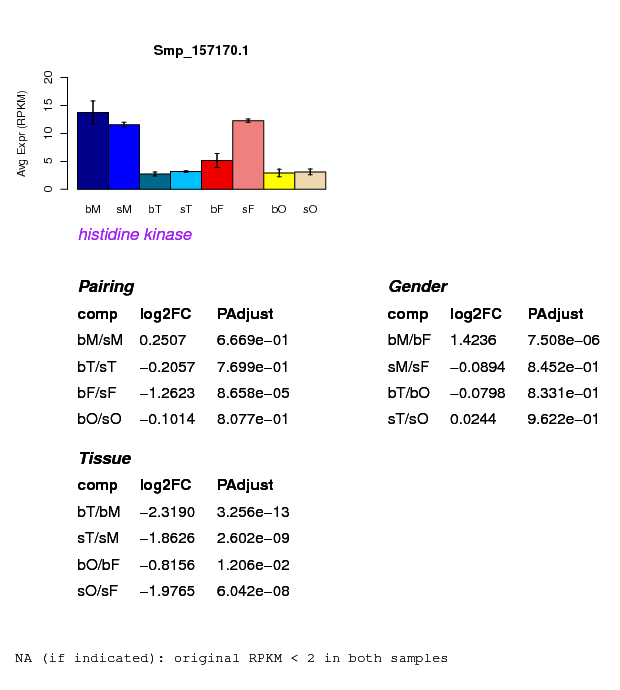 Smp_157170.1
Avg Expr (RPKM)
20
15
10
5
0
bM sM bT sT bF sF bO sO
histidine kinase
Pairing
comp log2FC PAdjust
bM/sM 0.2507 6.669e−01
bT/sT −0.2057 7.699e−01
bF/sF −1.2623 8.658e−05
bO/sO −0.1014 8.077e−01
Gender
comp log2FC PAdjust
bM/bF 1.4236 7.508e−06
sM/sF −0.0894 8.452e−01
bT/bO −0.0798 8.331e−01
sT/sO 0.0244 9.622e−01
Tissue
comp log2FC PAdjust
bT/bM −2.3190 3.256e−13
sT/sM −1.8626 2.602e−09
bO/bF −0.8156 1.206e−02
sO/sF −1.9765 6.042e−08
NA (if indicated): original RPKM < 2 in both samples